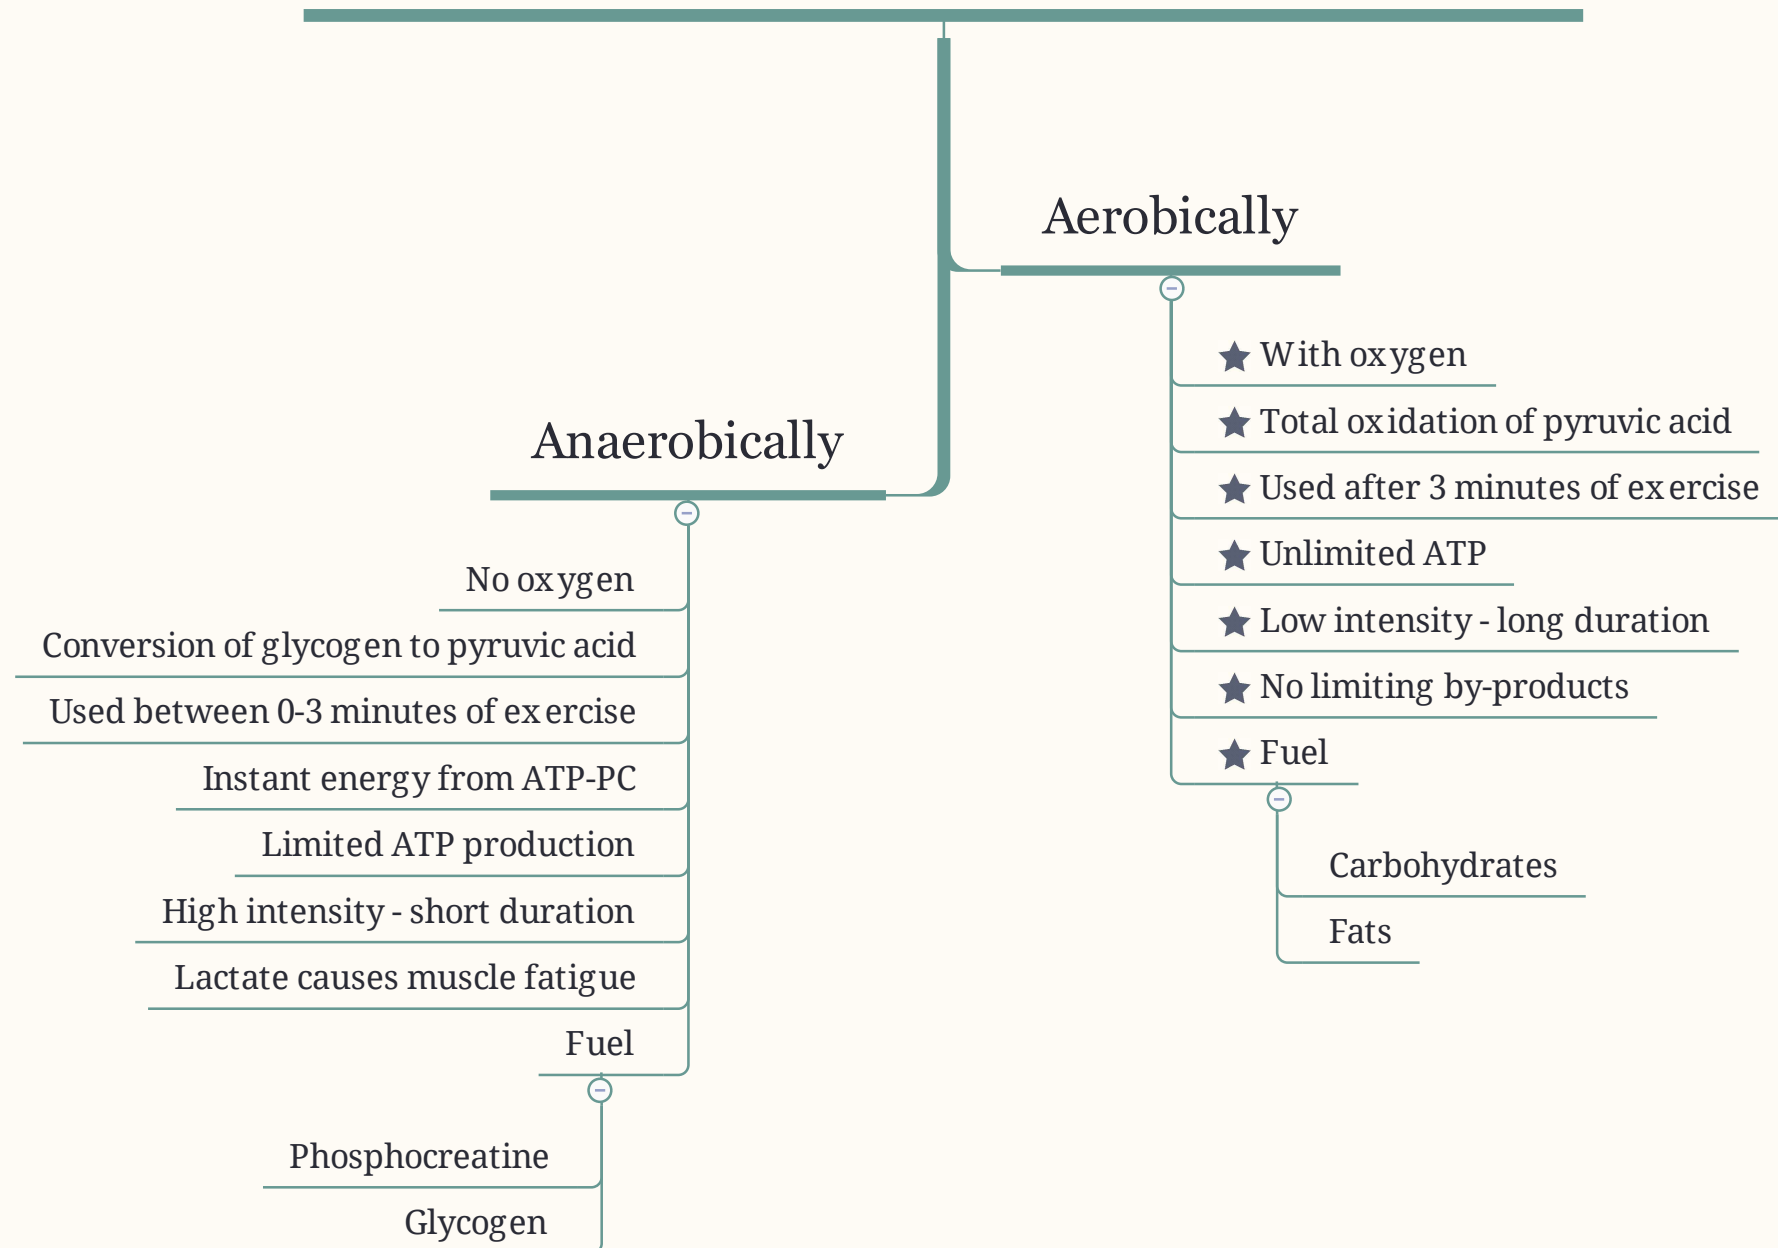 Aerobically
With oxygen
Total oxidation of pyruvic acid
Used after 3 minutes of exercise
Unlimited ATP
Low intensity - long duration
No limiting by-products
Fuel
Carbohydrates
Fats
Anaerobically
No oxygen
Conversion of glycogen to pyruvic acid
Used between 0-3 minutes of exercise
Instant energy from ATP-PC
Limited ATP production
High intensity - short duration
Lactate causes muscle fatigue
Fuel
Phosphocreatine
Glycogen